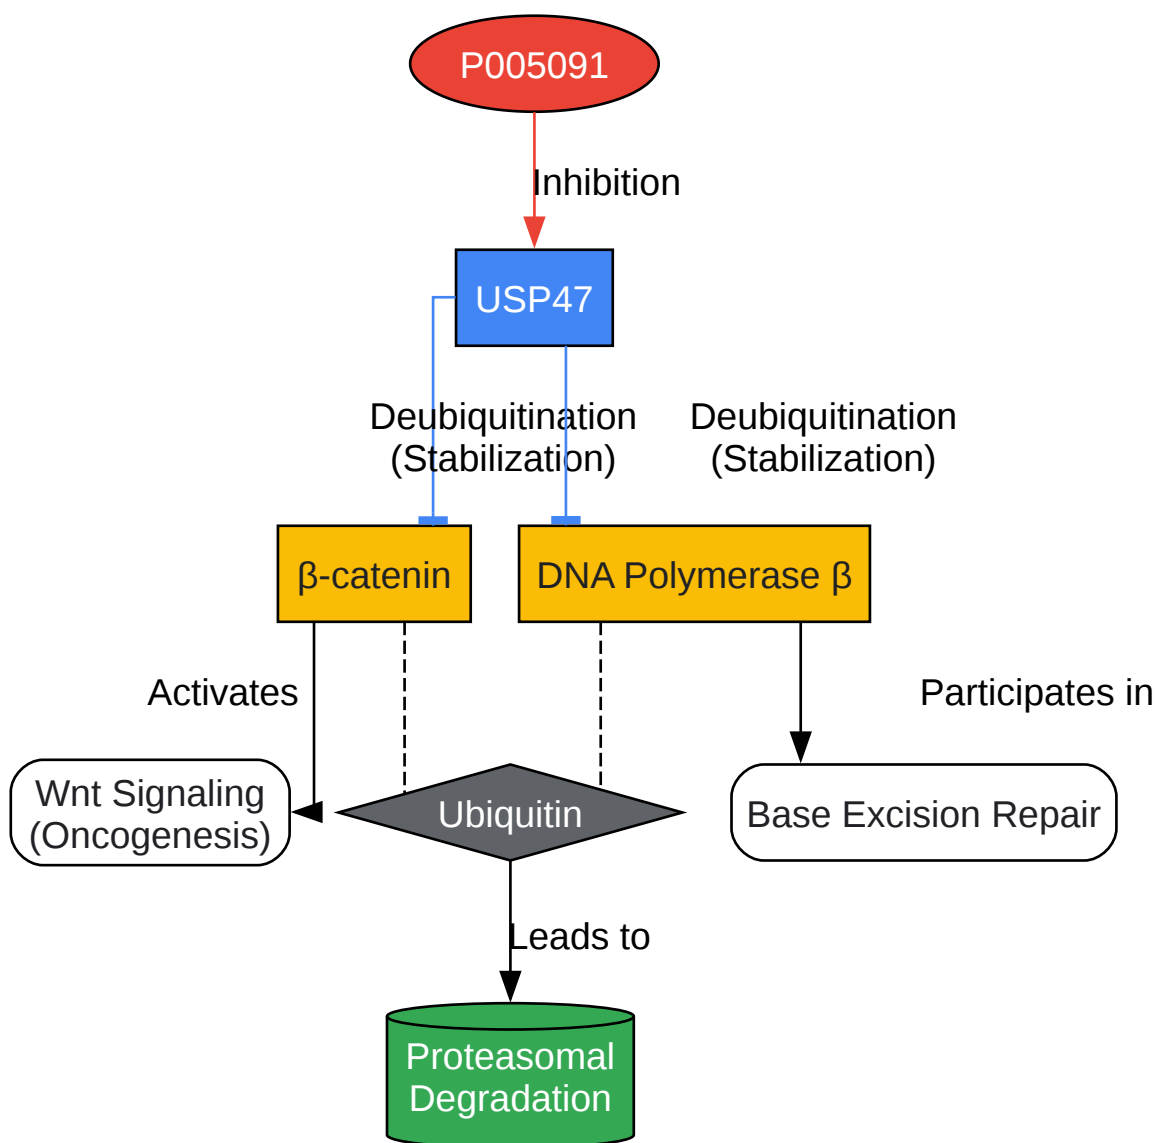 P005091
Inhibition
USP47
Deubiquitination
(Stabilization)
Deubiquitination
(Stabilization)
β-catenin
DNA Polymerase β
Activates
Participates in
Wnt Signaling
(Oncogenesis)
Ubiquitin
Base Excision Repair
Leads to
Proteasomal
Degradation